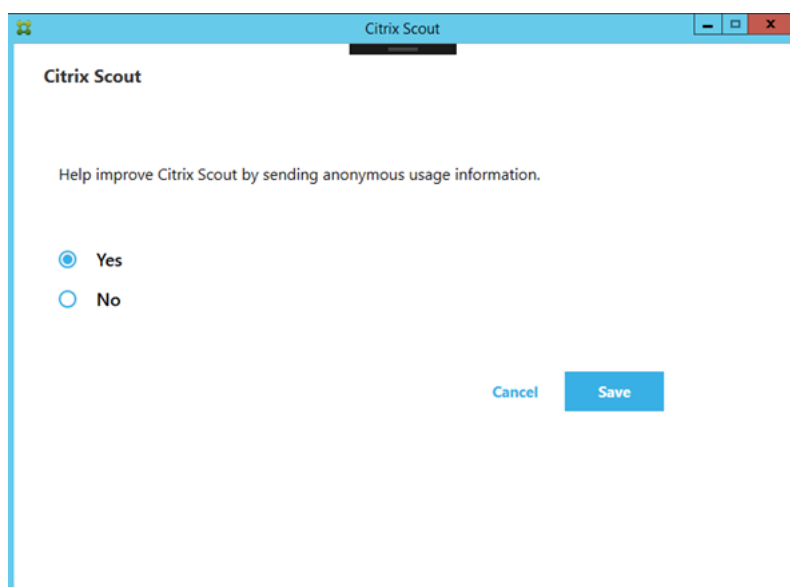 Citrix Scout
Citrix Scout
Help improve Citrix Scout by sending anonymous usage information.
Yes
No
Cancel Save